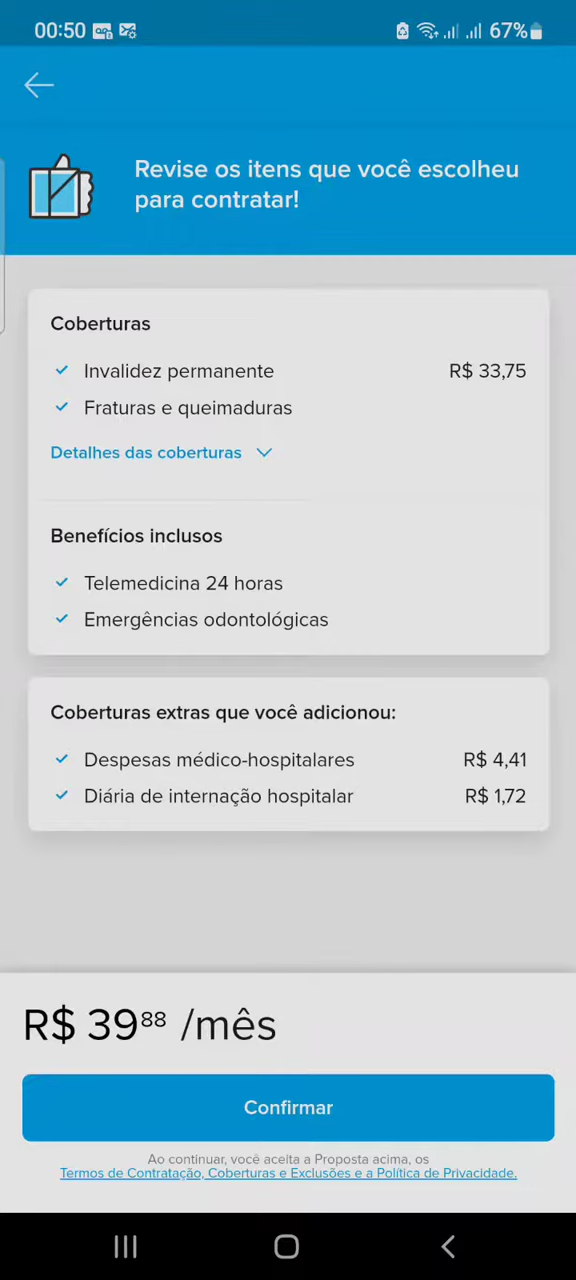 00:50 67%
Revise os itens que você escolheu
para contratar!
Coberturas
Invalidez permanente R$ 33,75
Fraturas e queimaduras
Detalhes das coberturas
Benefícios inclusos
Telemedicina 24 horas
Emergências odontológicas
Coberturas extras que você adicionou:
Despesas médico-hospitalares R$ 4,41
Diária de internação hospitalar R$ 1,72
R$ 39⁸⁸ /mês
Confirmar
Ao continuar, você aceita a Proposta acima, os
Termos de Contratação, Coberturas e Exclusões e a Política de Privacidade.